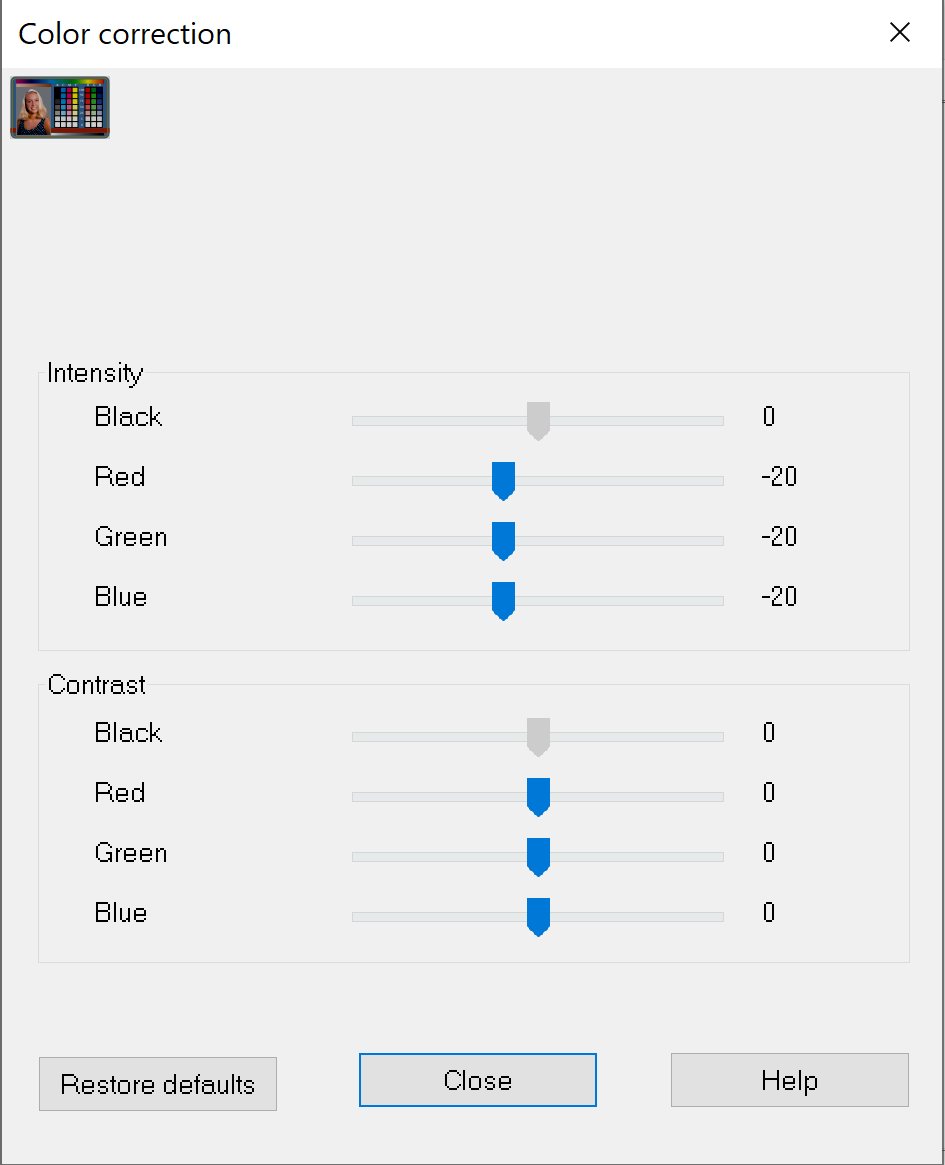 Color correction
Intensity
Black 0
Red -20
Green -20
Blue -20
Contrast
Black 0
Red 0
Green 0
Blue 0
Restore defaults Close Help